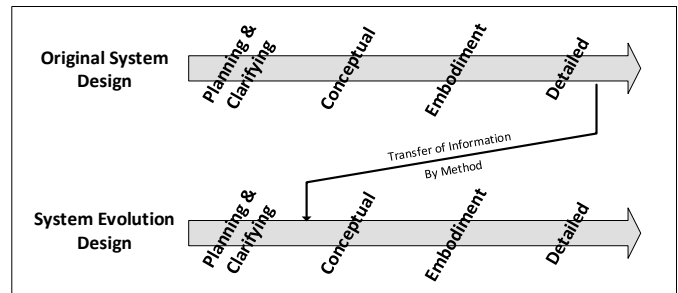 Original System
Design
Planning &
Clarifying
Conceptual
Embodiment
Detailed
Transfer of Information
By Method
System Evolution
Design
Planning &
Clarifying
Conceptual
Embodiment
Detailed